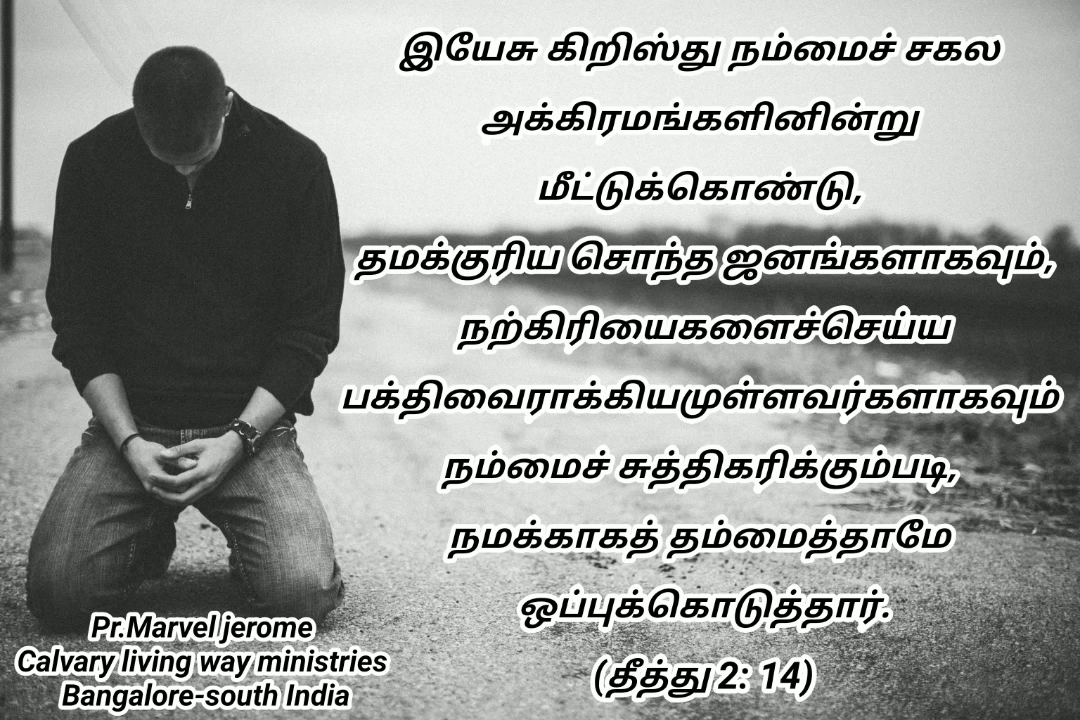 இயேசு கிறிஸ்து நம்மைச் சகல
அக்கிரமங்களினின்று
மீட்டுக்கொண்டு,
தமக்குரிய சொந்த ஜனங்களாகவும்,
நற்கிரியைகளைச்செய்ய
பக்திவைராக்கியமுள்ளவர்களாகவும்
நம்மைச் சுத்திகரிக்கும்படி,
நமக்காகத் தம்மைத்தாமே
ஒப்புக்கொடுத்தார்.
(தீத்து 2: 14)
Pr.Marvel jerome
Calvary living way ministries
Bangalore-south India